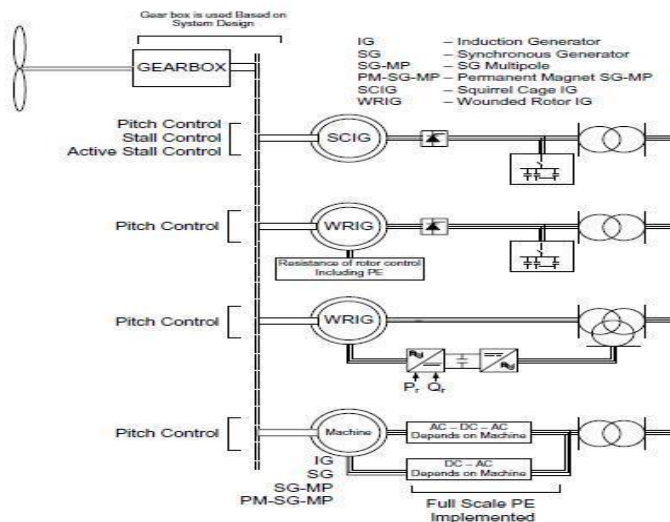 Gear box is used Based on
System Design
GEARBOX
IG – Induction Generator
SG – Synchronous Generator
SG-MP – SG Multipole
PM-SG-MP – Permanent Magnet SG-MP
SCIG – Squirrel Cage IG
WRIG – Wounded Rotor IG
Pitch Control
Stall Control
Active Stall Control
SCIG
Pitch Control
WRIG
Resistance of rotor control
Including PE
Pitch Control
WRIG
Pr Qr
Pitch Control
Machine
AC – DC – AC
Depends on Machine
DC – AC
Depends on Machine
IG
SG
SG-MP
PM-SG-MP
Full Scale PE
Implemented